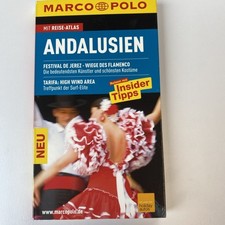 MARCO POLO
MIT REISE-ATLAS
ANDALUSIEN
FESTIVAL DE JEREZ - WIEGE DES FLAMENCO
Die bedeutendsten Künstler und schönsten Kostüme
TARIFA: HIGH WIND AREA
Treffpunkt der Surf-Elite
Insider
Tipps
NEU
www.marcopolo.de